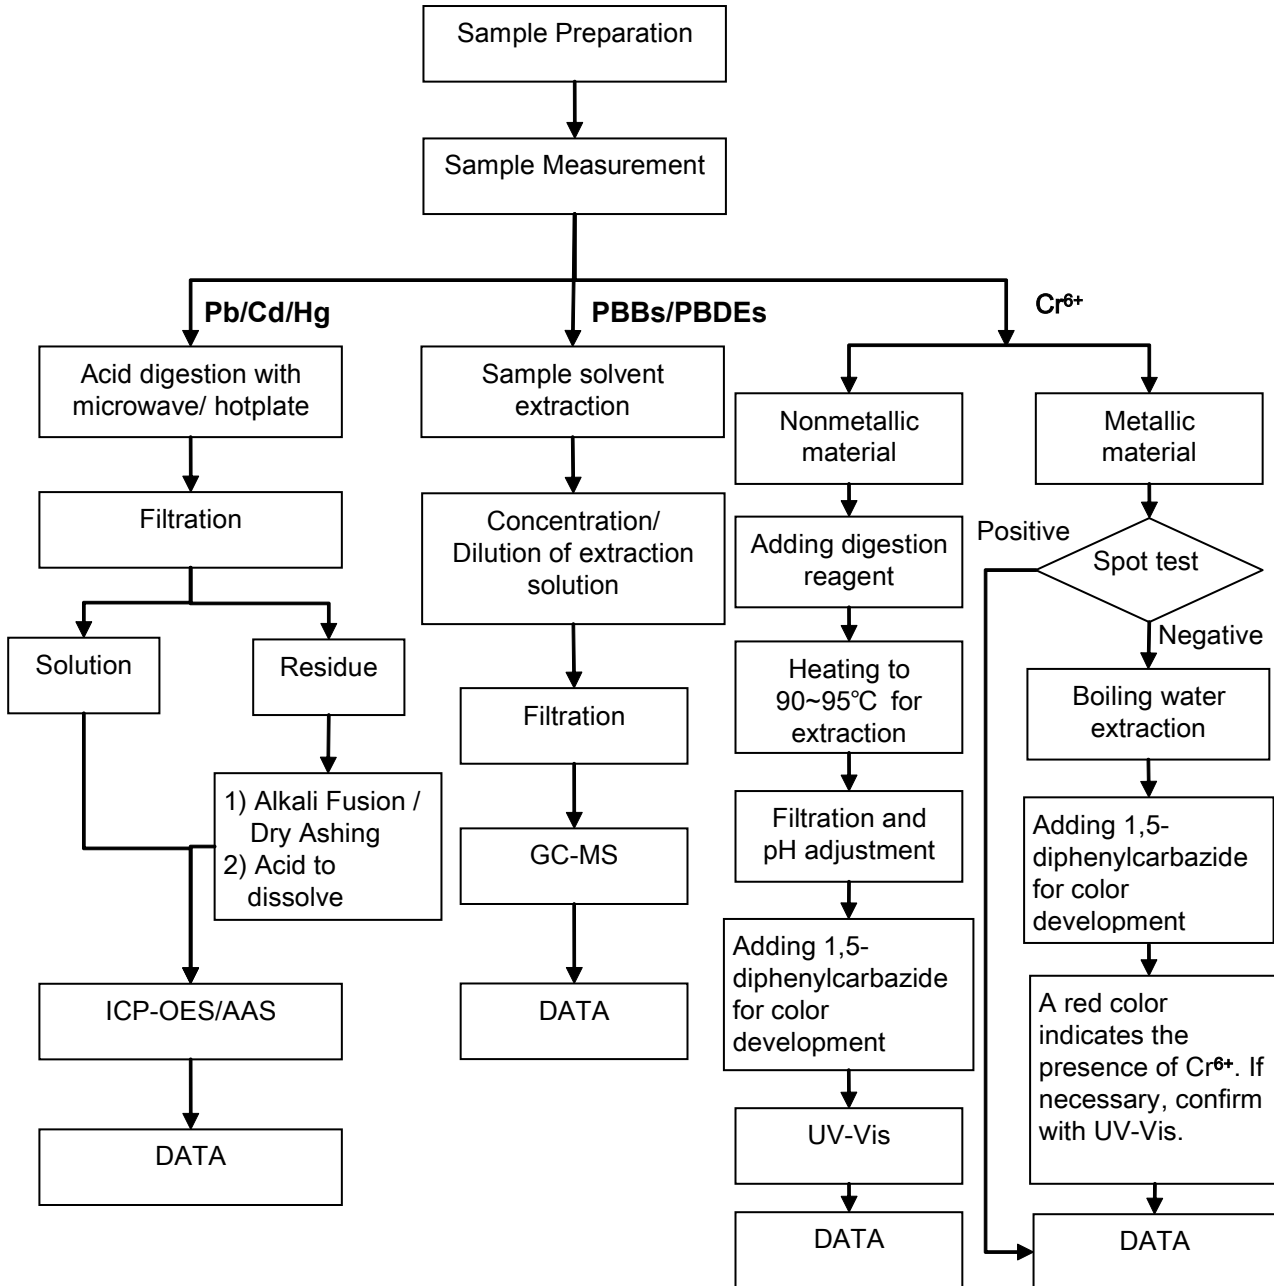 Sample Preparation
Sample Measurement
Pb/Cd/Hg
PBBs/PBDEs
Cr⁶⁺
Acid digestion with
microwave/ hotplate
Filtration
Solution
Residue
1) Alkali Fusion /
Dry Ashing
2) Acid to
dissolve
ICP-OES/AAS
DATA
Sample solvent
extraction
Concentration/
Dilution of extraction
solution
Filtration
GC-MS
DATA
Nonmetallic
material
Adding digestion
reagent
Heating to
90~95℃ for
extraction
Filtration and
pH adjustment
Adding 1,5-
diphenylcarbazide
for color
development
UV-Vis
DATA
Metallic
material
Spot test
Positive
Negative
Boiling water
extraction
Adding 1,5-
diphenylcarbazide
for color
development
A red color
indicates the
presence of Cr⁶⁺. If
necessary, confirm
with UV-Vis.
DATA